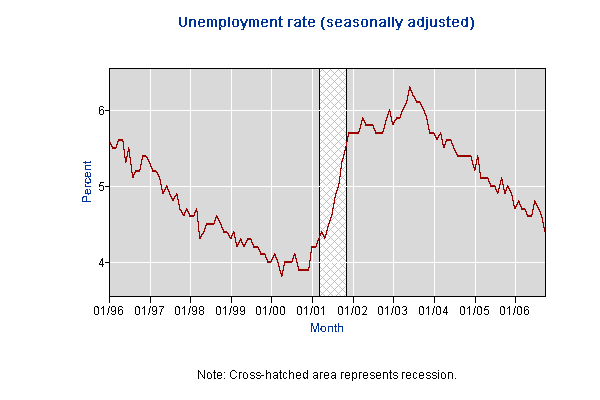 Unemployment rate (seasonally adjusted)
Percent
6
5
4
01/96 01/97 01/98 01/99 01/00 01/01 01/02 01/03 01/04 01/05 01/06
Month
Note: Cross-hatched area represents recession.